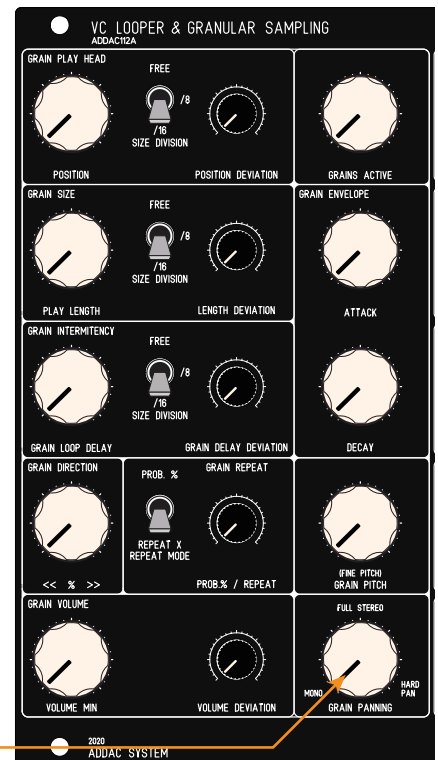 VC LOOPER & GRANULAR SAMPLING
ADDAC112A
GRAIN PLAY HEAD
FREE
/8
/16
SIZE DIVISION
POSITION
POSITION DEVIATION
GRAINS ACTIVE
GRAIN SIZE
FREE
/8
/16
SIZE DIVISION
PLAY LENGTH
LENGTH DEVIATION
GRAIN ENVELOPE
ATTACK
GRAIN INTERMITENCY
FREE
/8
/16
SIZE DIVISION
GRAIN LOOP DELAY
GRAIN DELAY DEVIATION
DECAY
GRAIN DIRECTION
<< % >>
PROB. %
GRAIN REPEAT
REPEAT X
REPEAT MODE
PROB.% / REPEAT
(FINE PITCH)
GRAIN PITCH
GRAIN VOLUME
VOLUME MIN
VOLUME DEVIATION
FULL STEREO
MONO
HARD
PAN
GRAIN PANNING
2020
ADDAC SYSTEM